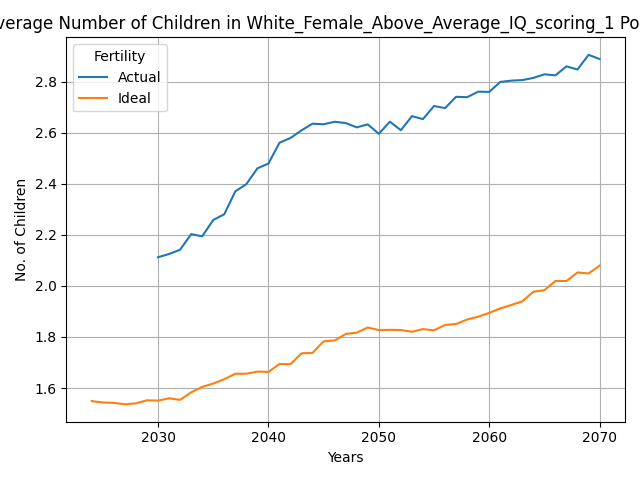 verage Number of Children in White_Female_Above_Average_IQ_scoring_1 Po
Fertility
Actual
Ideal
No. of Children
2.8
2.6
2.4
2.2
2.0
1.8
1.6
2030 2040 2050 2060 2070
Years